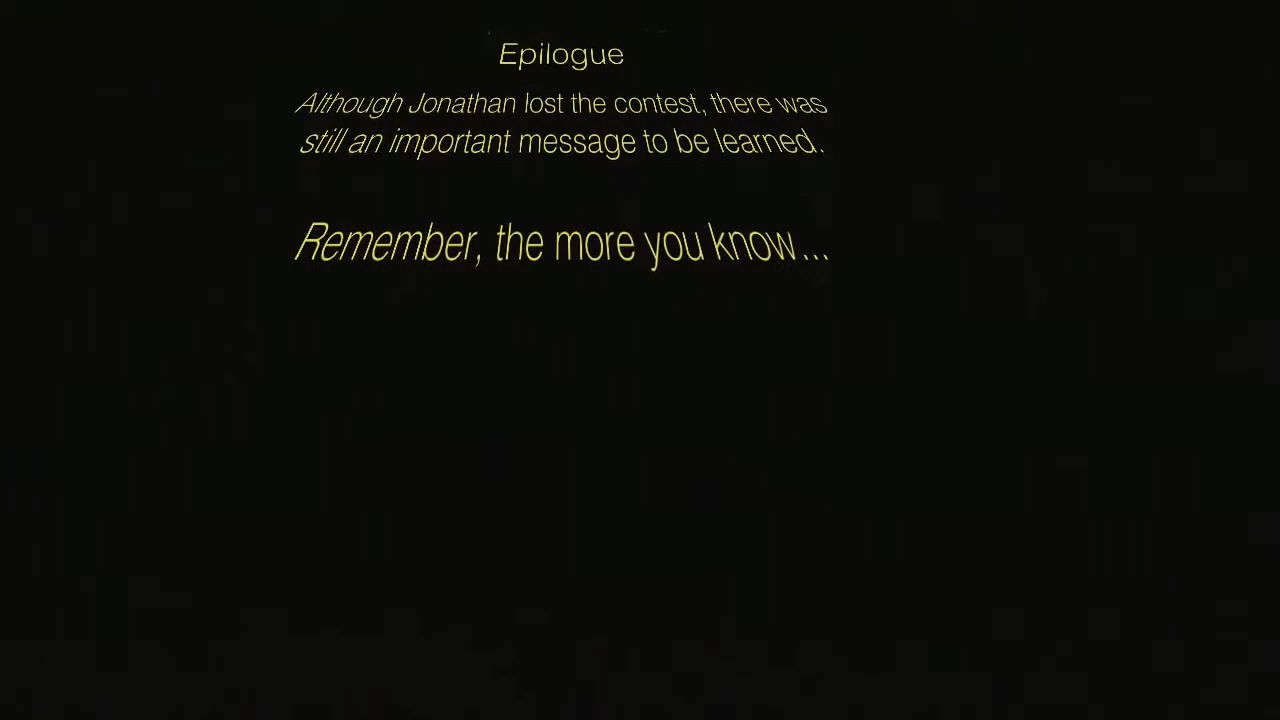 Epilogue
Although Jonathan lost the contest, there was
still an important message to be learned.
Remember, the more you know...